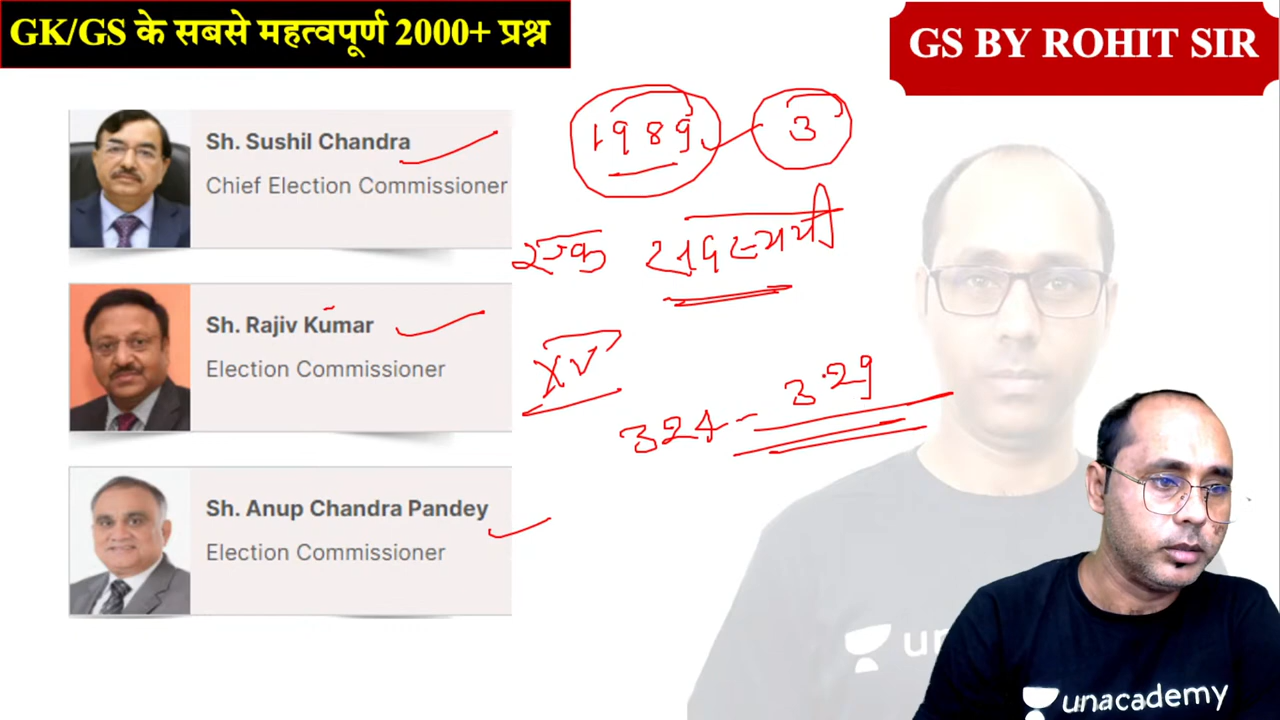 GK/GS के सबसे महत्वपूर्ण 2000+ प्रश्न
GS BY ROHIT SIR
Sh. Sushil Chandra
Chief Election Commissioner
1989
3
एक
Sh. Rajiv Kumar
Election Commissioner
XV
324 - 329
Sh. Anup Chandra Pandey
Election Commissioner
unacademy